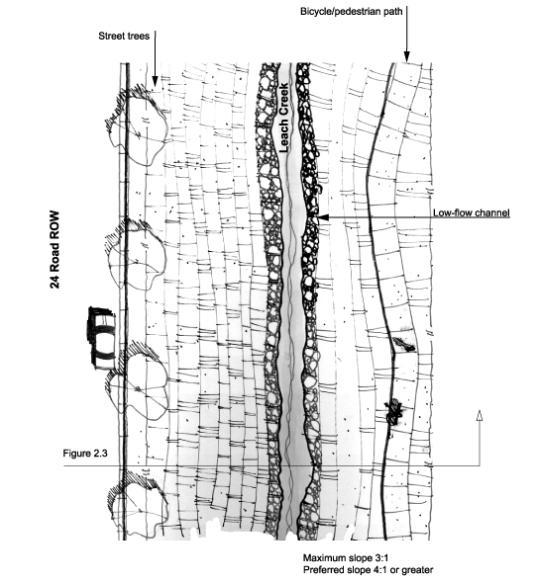 Bicycle/pedestrian path
Street trees
Leach Creek
Low-flow channel
24 Road ROW
Figure 2.3
Maximum slope 3:1
Preferred slope 4:1 or greater